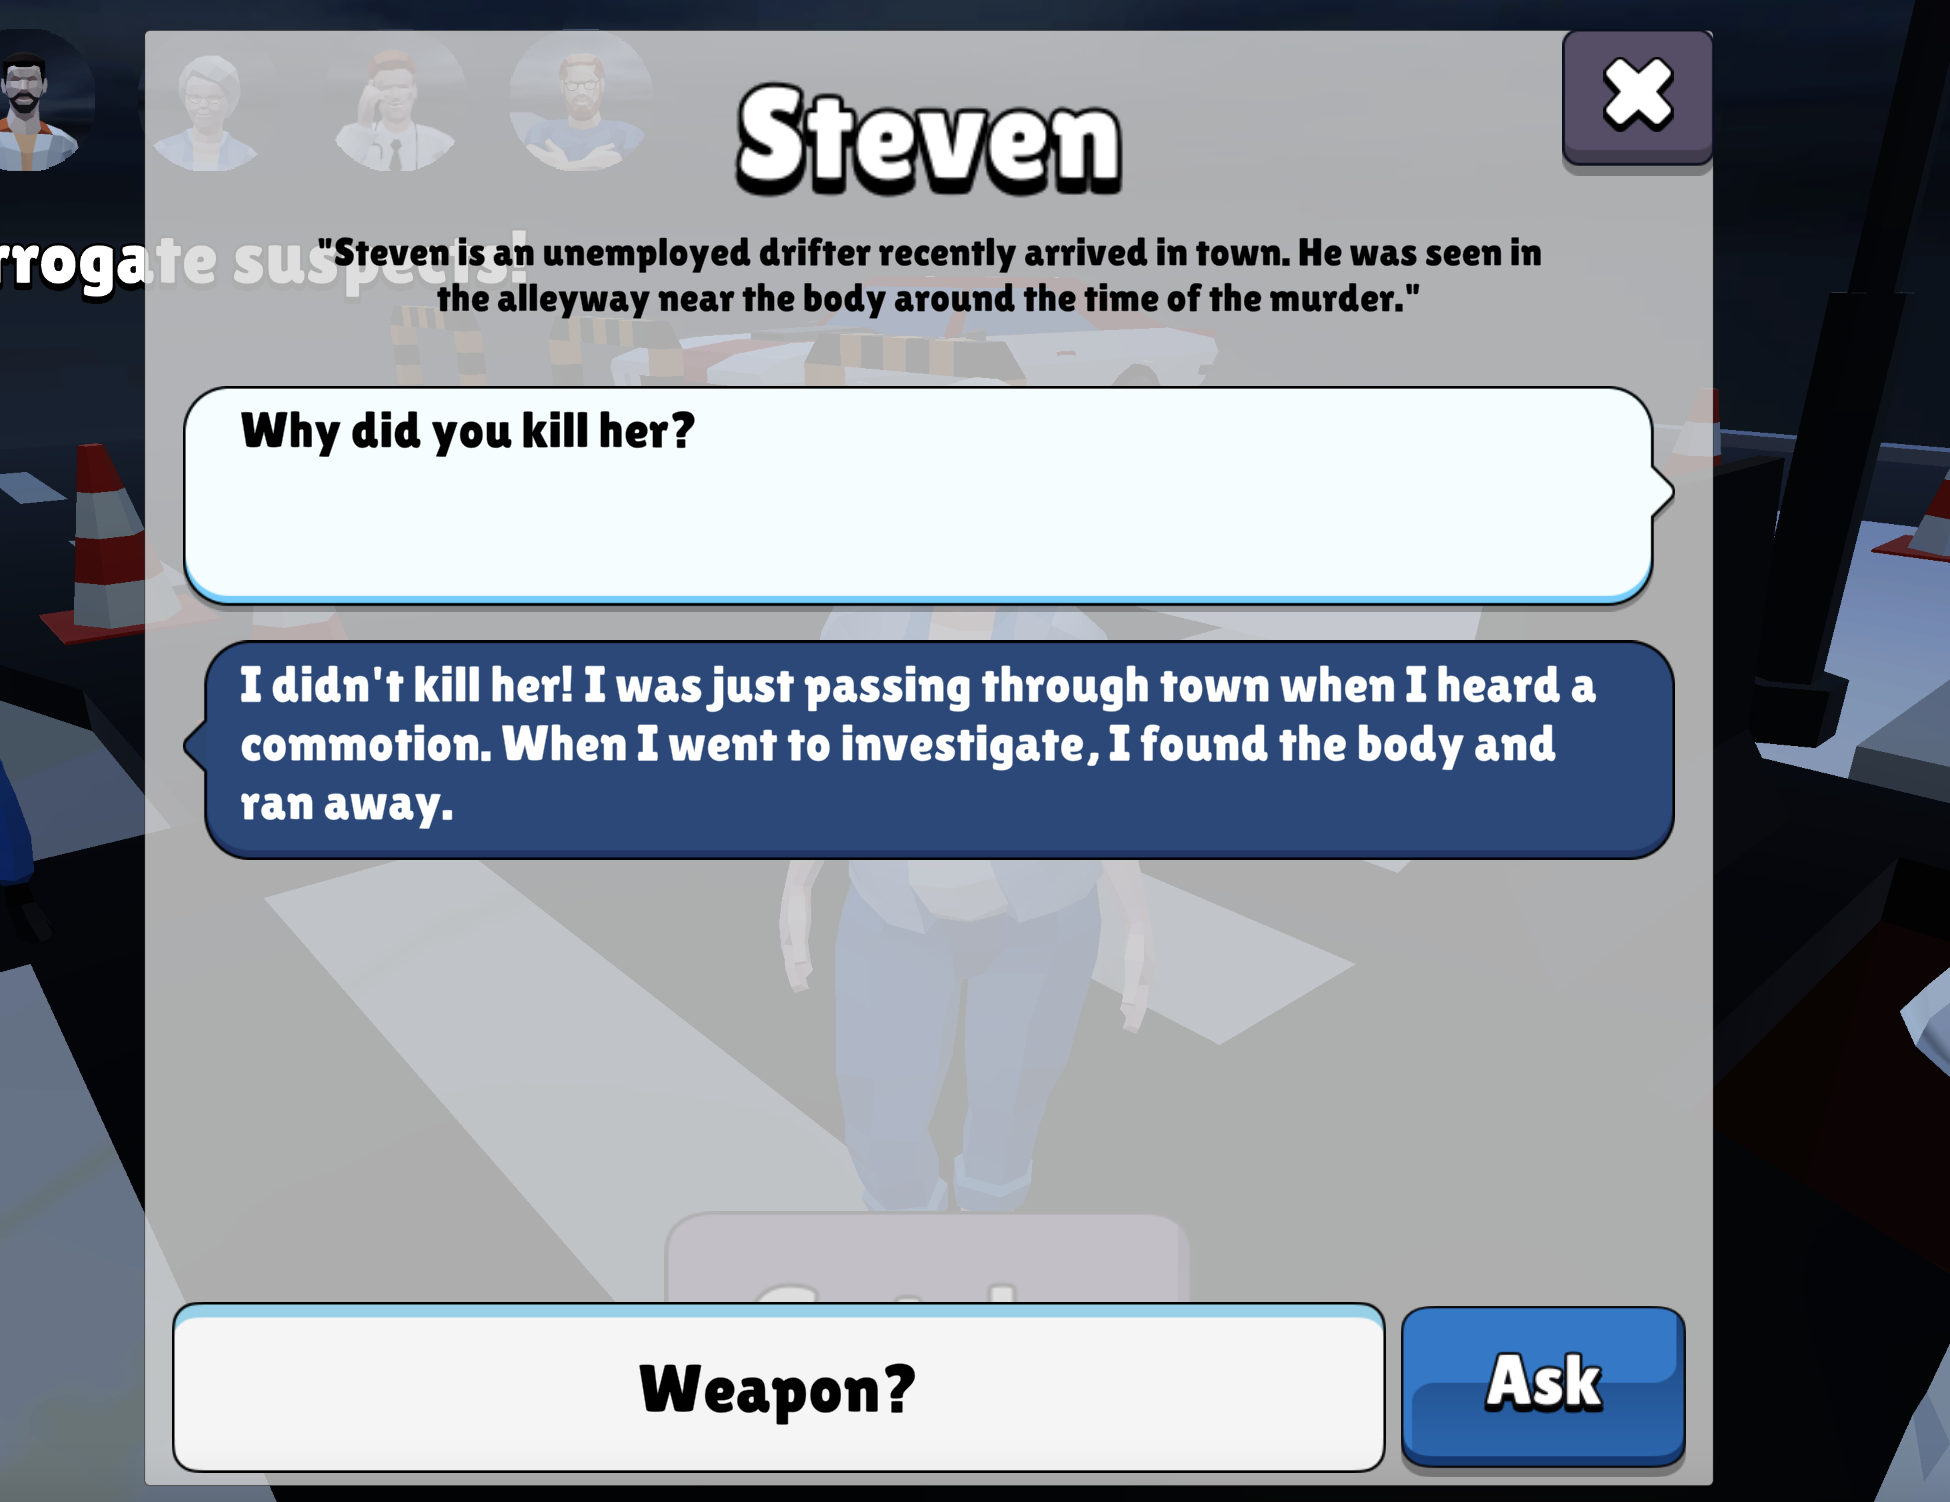 Steven
rrogate suspects!
"Steven is an unemployed drifter recently arrived in town. He was seen in
the alleyway near the body around the time of the murder."
Why did you kill her?
I didn't kill her! I was just passing through town when I heard a
commotion. When I went to investigate, I found the body and
ran away.
Weapon?
Ask